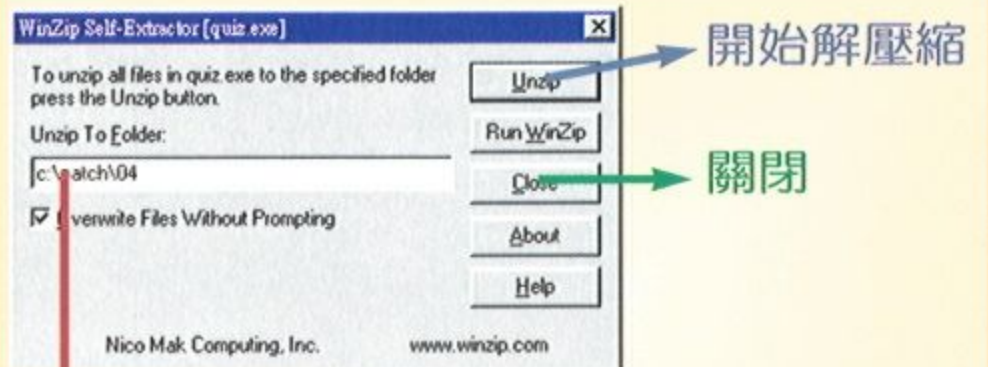 WinZip Self-Extractor [quiz.exe]
To unzip all files in quiz.exe to the specified folder
press the Unzip button.
Unzip To Folder:
c:\patch\04
Overwrite Files Without Prompting
Unzip
Run WinZip
Close
About
Help
Nico Mak Computing, Inc.
www.winzip.com
開始解壓縮
關閉